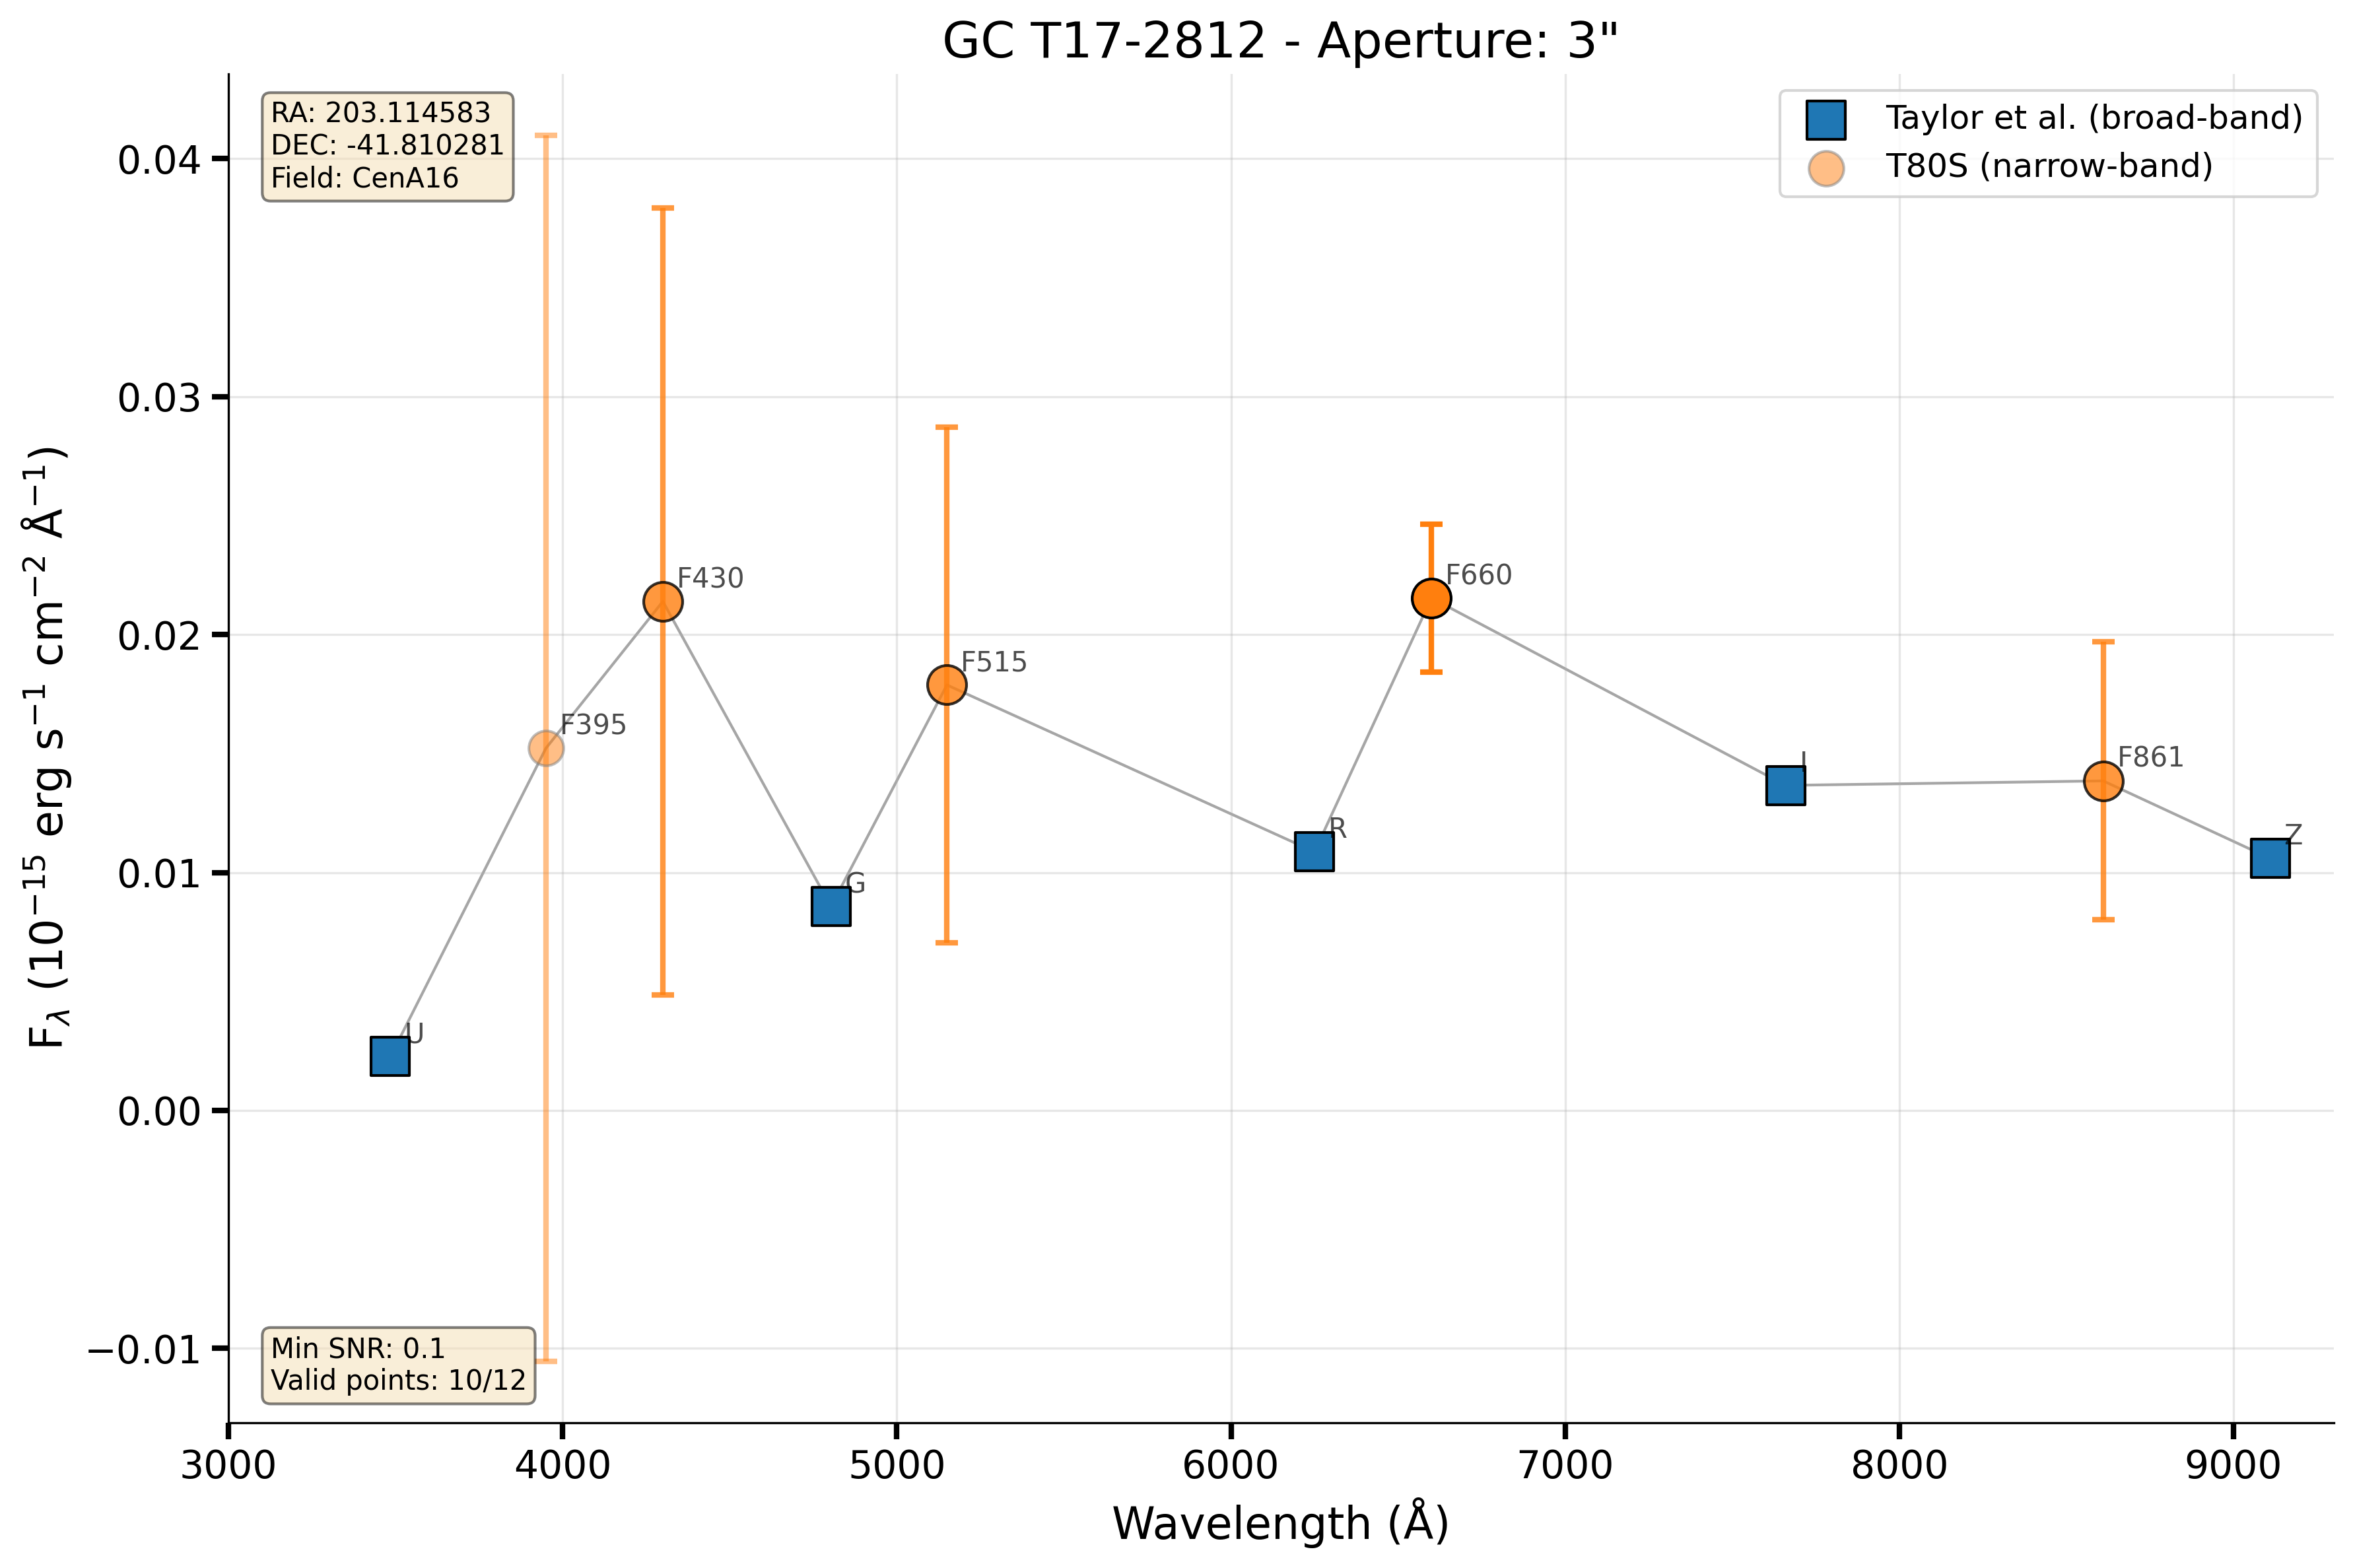 GC T17-2812 - Aperture: 3"
RA: 203.114583
DEC: -41.810281
Field: CenA16
Taylor et al. (broad-band)
T80S (narrow-band)
0.04
0.03
0.02
0.01
0.00
−0.01
F_λ (10⁻¹⁵ erg s⁻¹ cm⁻² Å⁻¹)
U
F395
F430
G
F515
R
F660
I
F861
Z
Min SNR: 0.1
Valid points: 10/12
3000 4000 5000 6000 7000 8000 9000
Wavelength (Å)